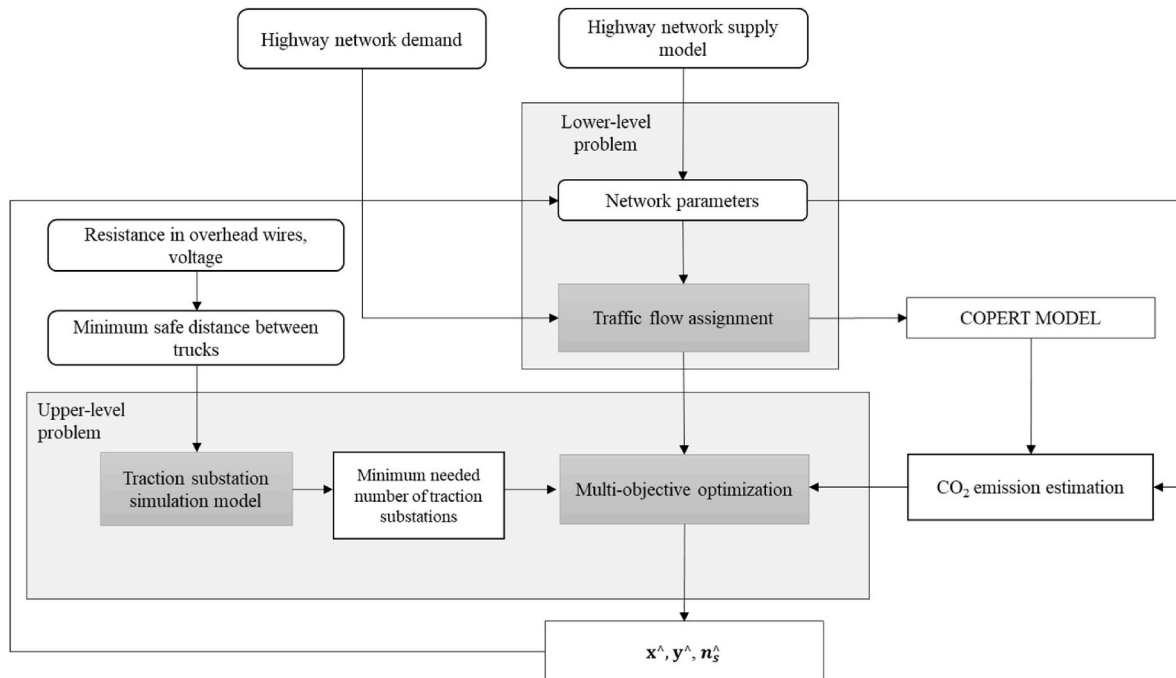 Highway network demand
Highway network supply
model
Lower-level
problem
Network parameters
Resistance in overhead wires,
voltage
Minimum safe distance between
trucks
Traffic flow assignment
COPERT MODEL
Upper-level
problem
Traction substation
simulation model
Minimum needed
number of traction
substations
Multi-objective optimization
CO₂ emission estimation
x^, y^, n̂ₛ